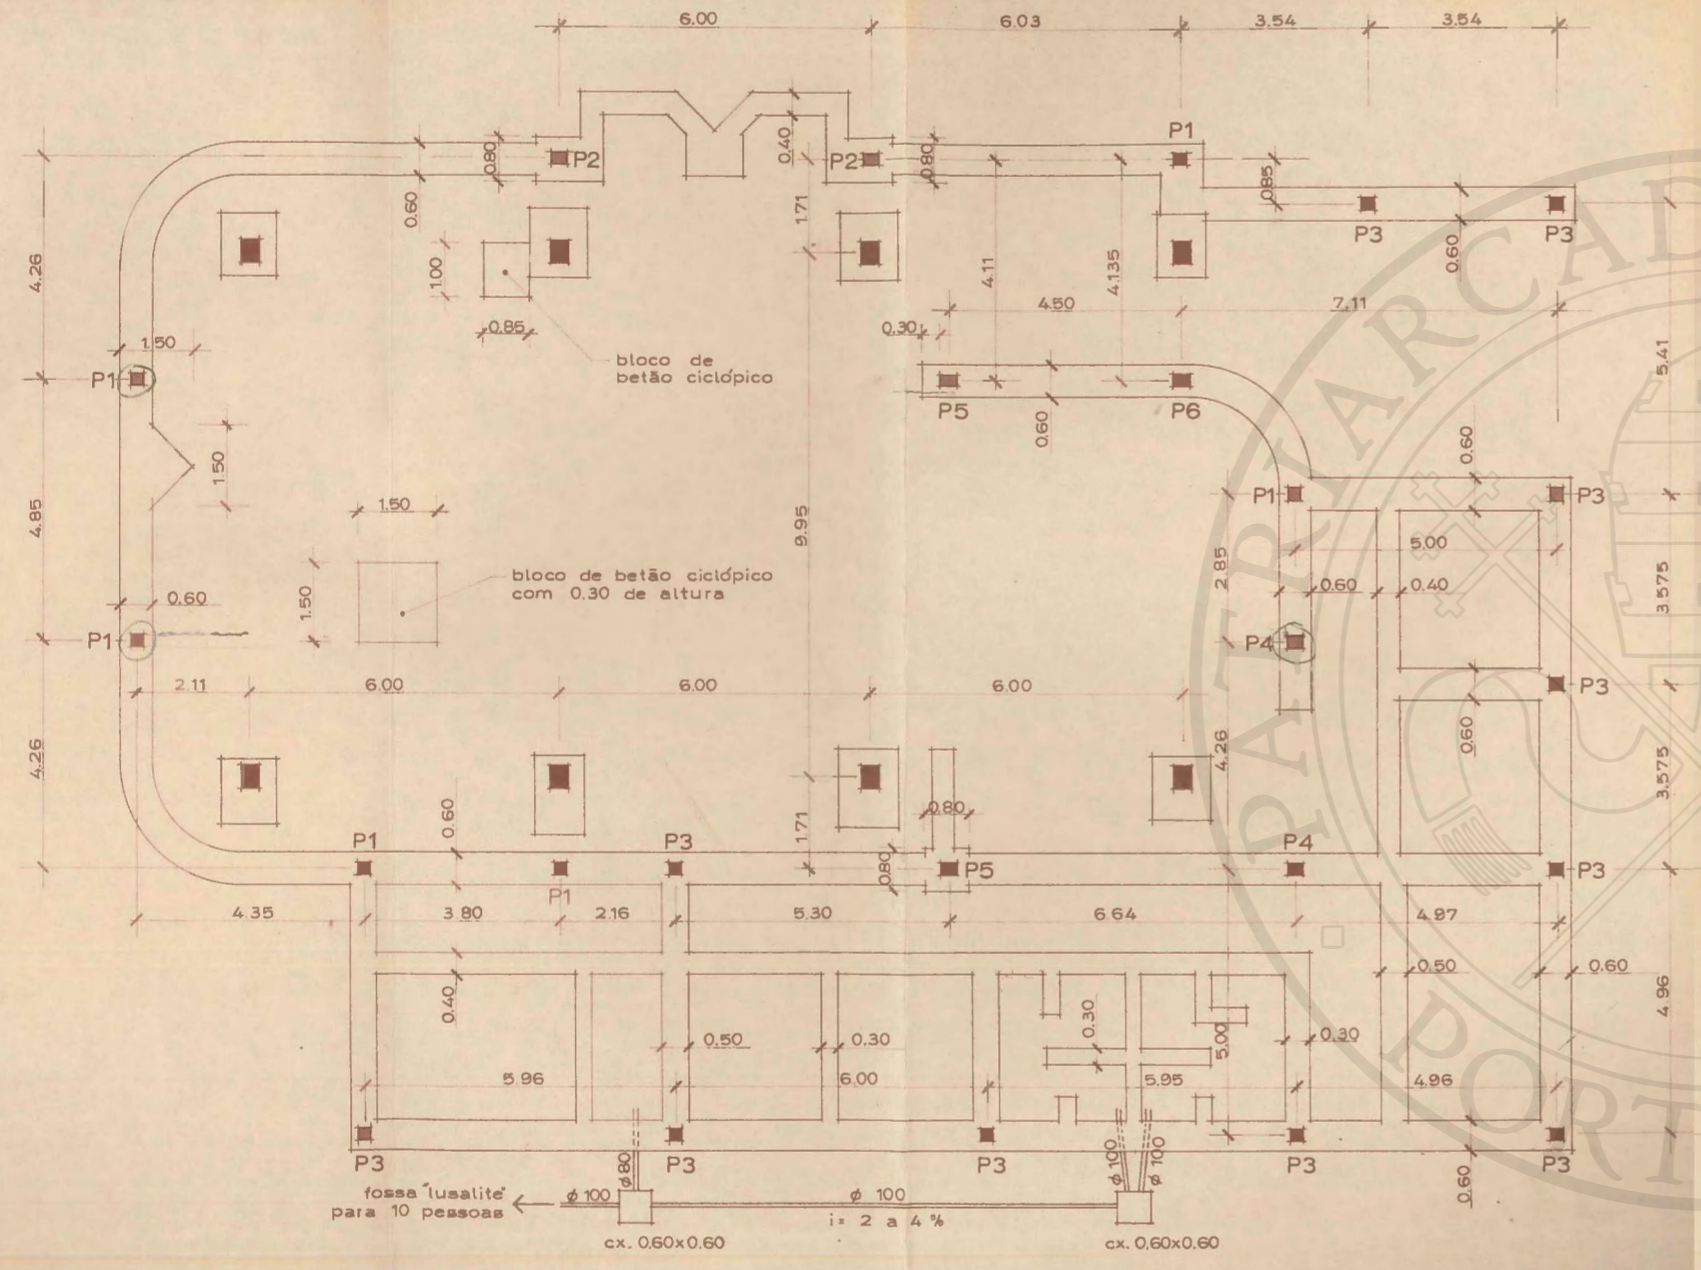 6.00 6.03 3.54 3.54
P1
0.80 P2 0.40 P2 0.80
0.85
0.60 1.71 P3 P3
4.26 1.00 4.11 4.135 0.60
4.50 7.11
0.85 0.30
1.50 5.41
bloco de
betão ciclópico
P1 P5 P6
0.60 0.60
1.50
1.50 P1 P3
4.85 9.95 5.00
bloco de betão ciclópico
com 0.30 de altura
2.85 0.60 0.40 3.575
0.60 1.50
P1 P4
2.11 6.00 6.00 6.00 P3
4.26 4.26 0.60
3.575
0.60 1.71 0.80
P1 P3 P4
0.80 P5 P3
P1
4.35 3.80 2.16 5.30 6.64 4.97
0.50 0.60
0.40 4.96
0.50 0.30 0.30 5.00 0.30
5.96 6.00 5.95 4.96
P3 P3 P3 P3 P3
ø 80 ø 100 ø 100 0.60
fossa "lusalite" ø 100 ø 100
para 10 pessoas i= 2 a 4 %
cx. 0,60x0.60 cx. 0,60x0.60
PATRIARCAD
PORT